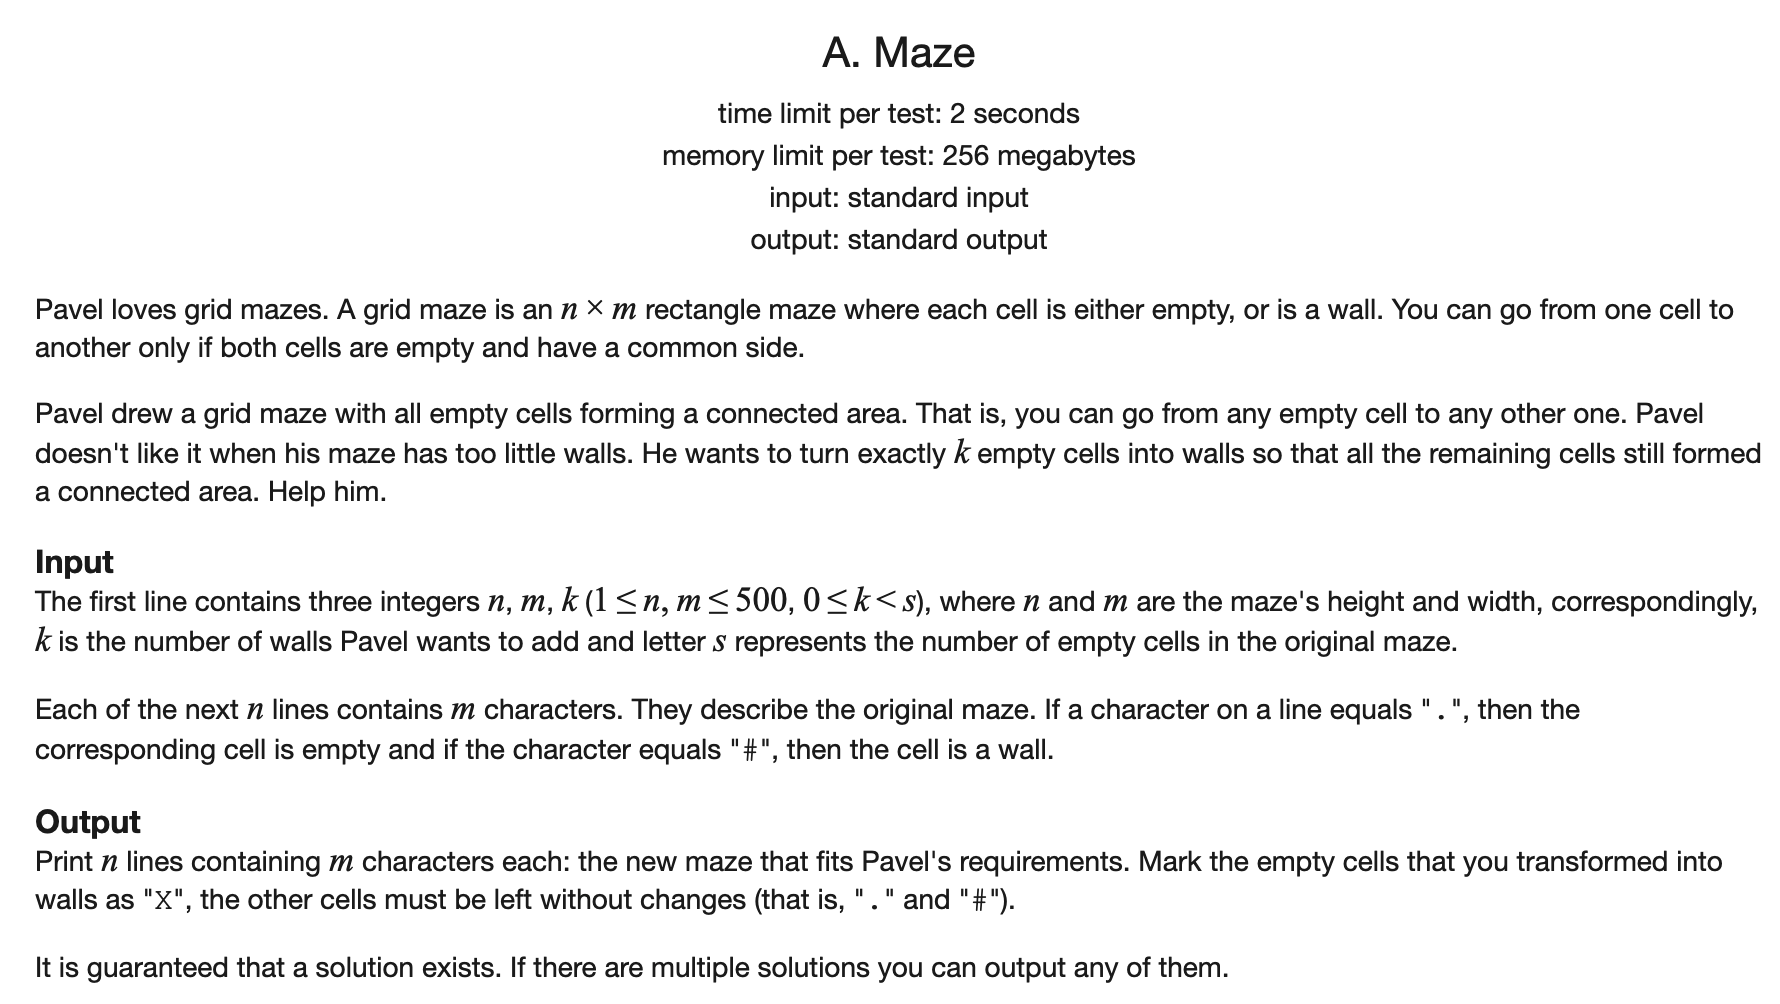 A. Maze
time limit per test: 2 seconds
memory limit per test: 256 megabytes
input: standard input
output: standard output
Pavel loves grid mazes. A grid maze is an n × m rectangle maze where each cell is either empty, or is a wall. You can go from one cell to
another only if both cells are empty and have a common side.
Pavel drew a grid maze with all empty cells forming a connected area. That is, you can go from any empty cell to any other one. Pavel
doesn't like it when his maze has too little walls. He wants to turn exactly k empty cells into walls so that all the remaining cells still formed
a connected area. Help him.
Input
The first line contains three integers n, m, k (1 ≤ n, m ≤ 500, 0 ≤ k < s), where n and m are the maze's height and width, correspondingly,
k is the number of walls Pavel wants to add and letter s represents the number of empty cells in the original maze.
Each of the next n lines contains m characters. They describe the original maze. If a character on a line equals ".", then the
corresponding cell is empty and if the character equals "#", then the cell is a wall.
Output
Print n lines containing m characters each: the new maze that fits Pavel's requirements. Mark the empty cells that you transformed into
walls as "X", the other cells must be left without changes (that is, "." and "#").
It is guaranteed that a solution exists. If there are multiple solutions you can output any of them.